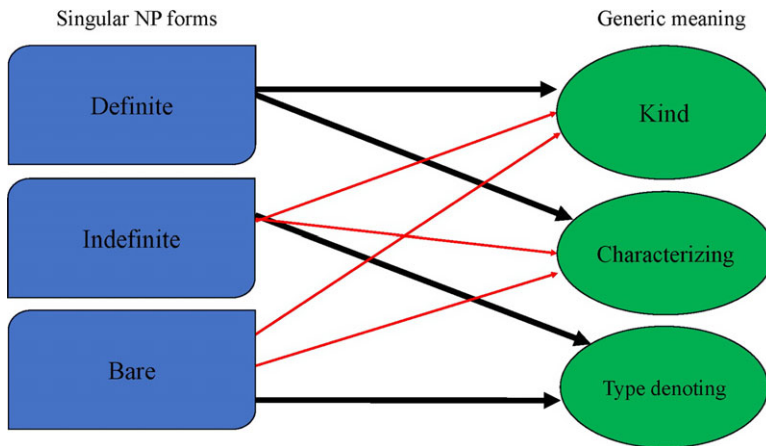 Singular NP forms
Generic meaning
Definite
Kind
Indefinite
Characterizing
Bare
Type denoting